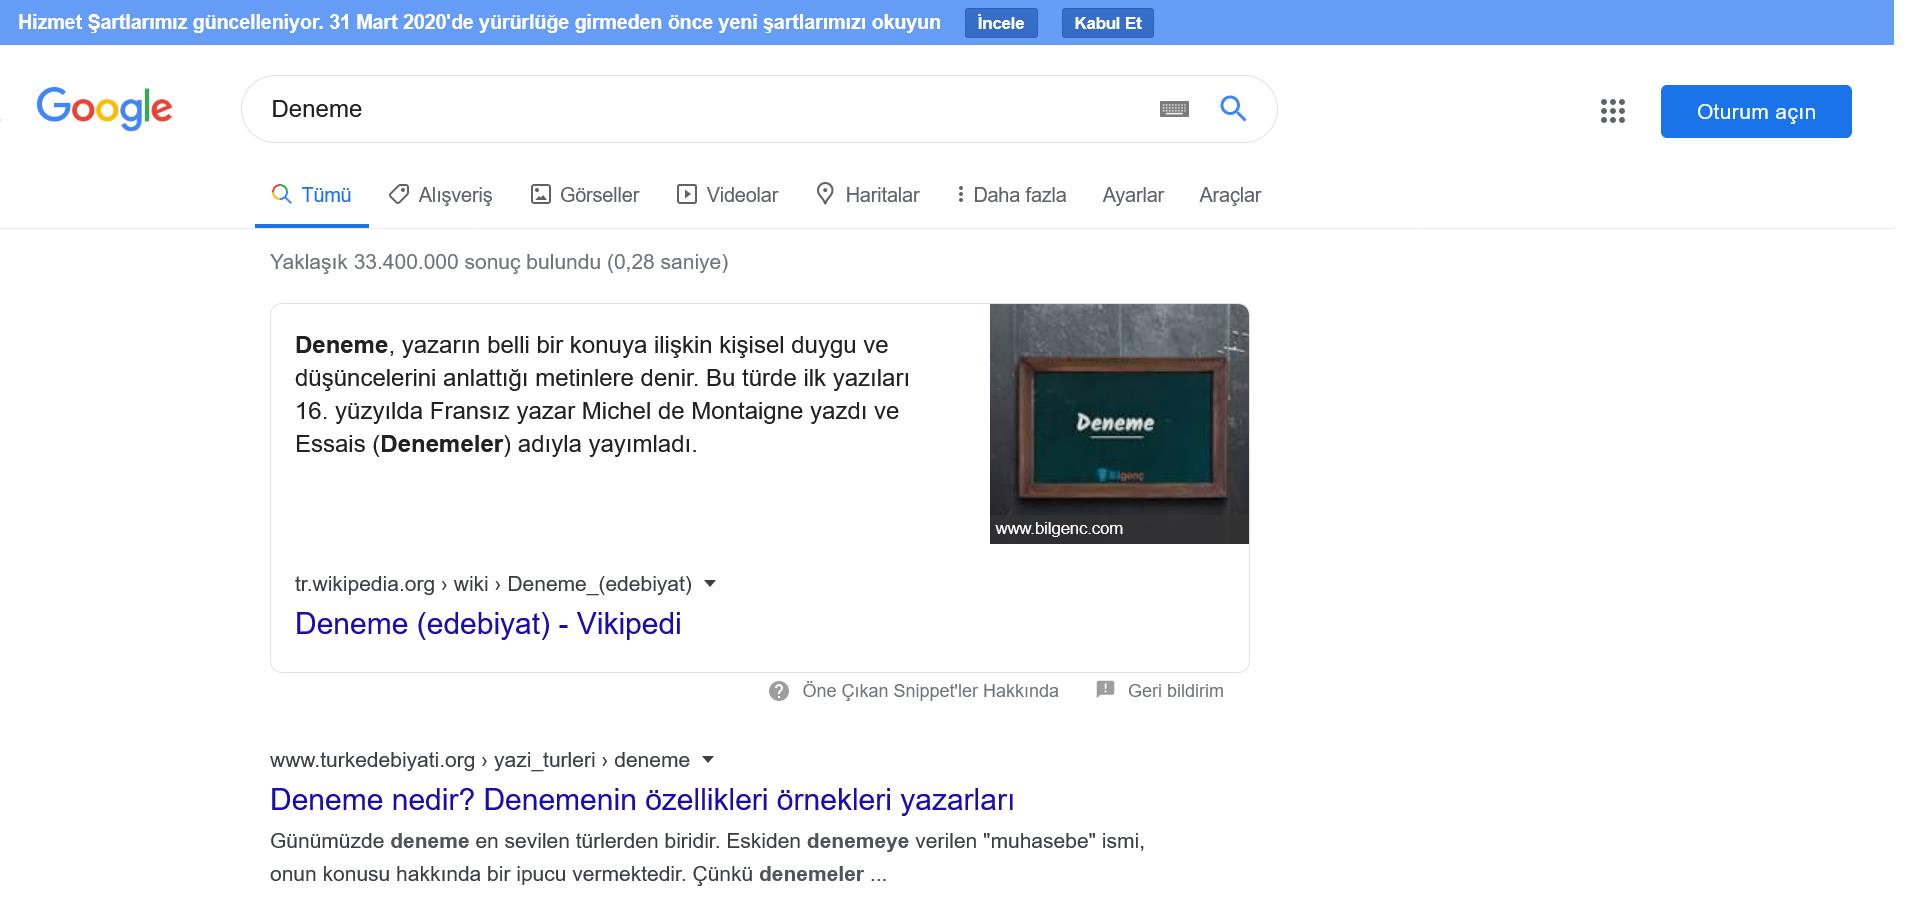 Hizmet Şartlarımız güncelleniyor. 31 Mart 2020'de yürürlüğe girmeden önce yeni şartlarımızı okuyun İncele Kabul Et
Google Deneme Oturum açın
Tümü Alışveriş Görseller Videolar Haritalar Daha fazla Ayarlar Araçlar
Yaklaşık 33.400.000 sonuç bulundu (0,28 saniye)
Deneme, yazarın belli bir konuya ilişkin kişisel duygu ve
düşüncelerini anlattığı metinlere denir. Bu türde ilk yazıları
16. yüzyılda Fransız yazar Michel de Montaigne yazdı ve
Essais (Denemeler) adıyla yayımladı.
Deneme
Bilgenç
www.bilgenc.com
tr.wikipedia.org › wiki › Deneme_(edebiyat)
Deneme (edebiyat) - Vikipedi
Öne Çıkan Snippet'ler Hakkında Geri bildirim
www.turkedebiyati.org › yazi_turleri › deneme
Deneme nedir? Denemenin özellikleri örnekleri yazarları
Günümüzde deneme en sevilen türlerden biridir. Eskiden denemeye verilen "muhasebe" ismi,
onun konusu hakkında bir ipucu vermektedir. Çünkü denemeler ...